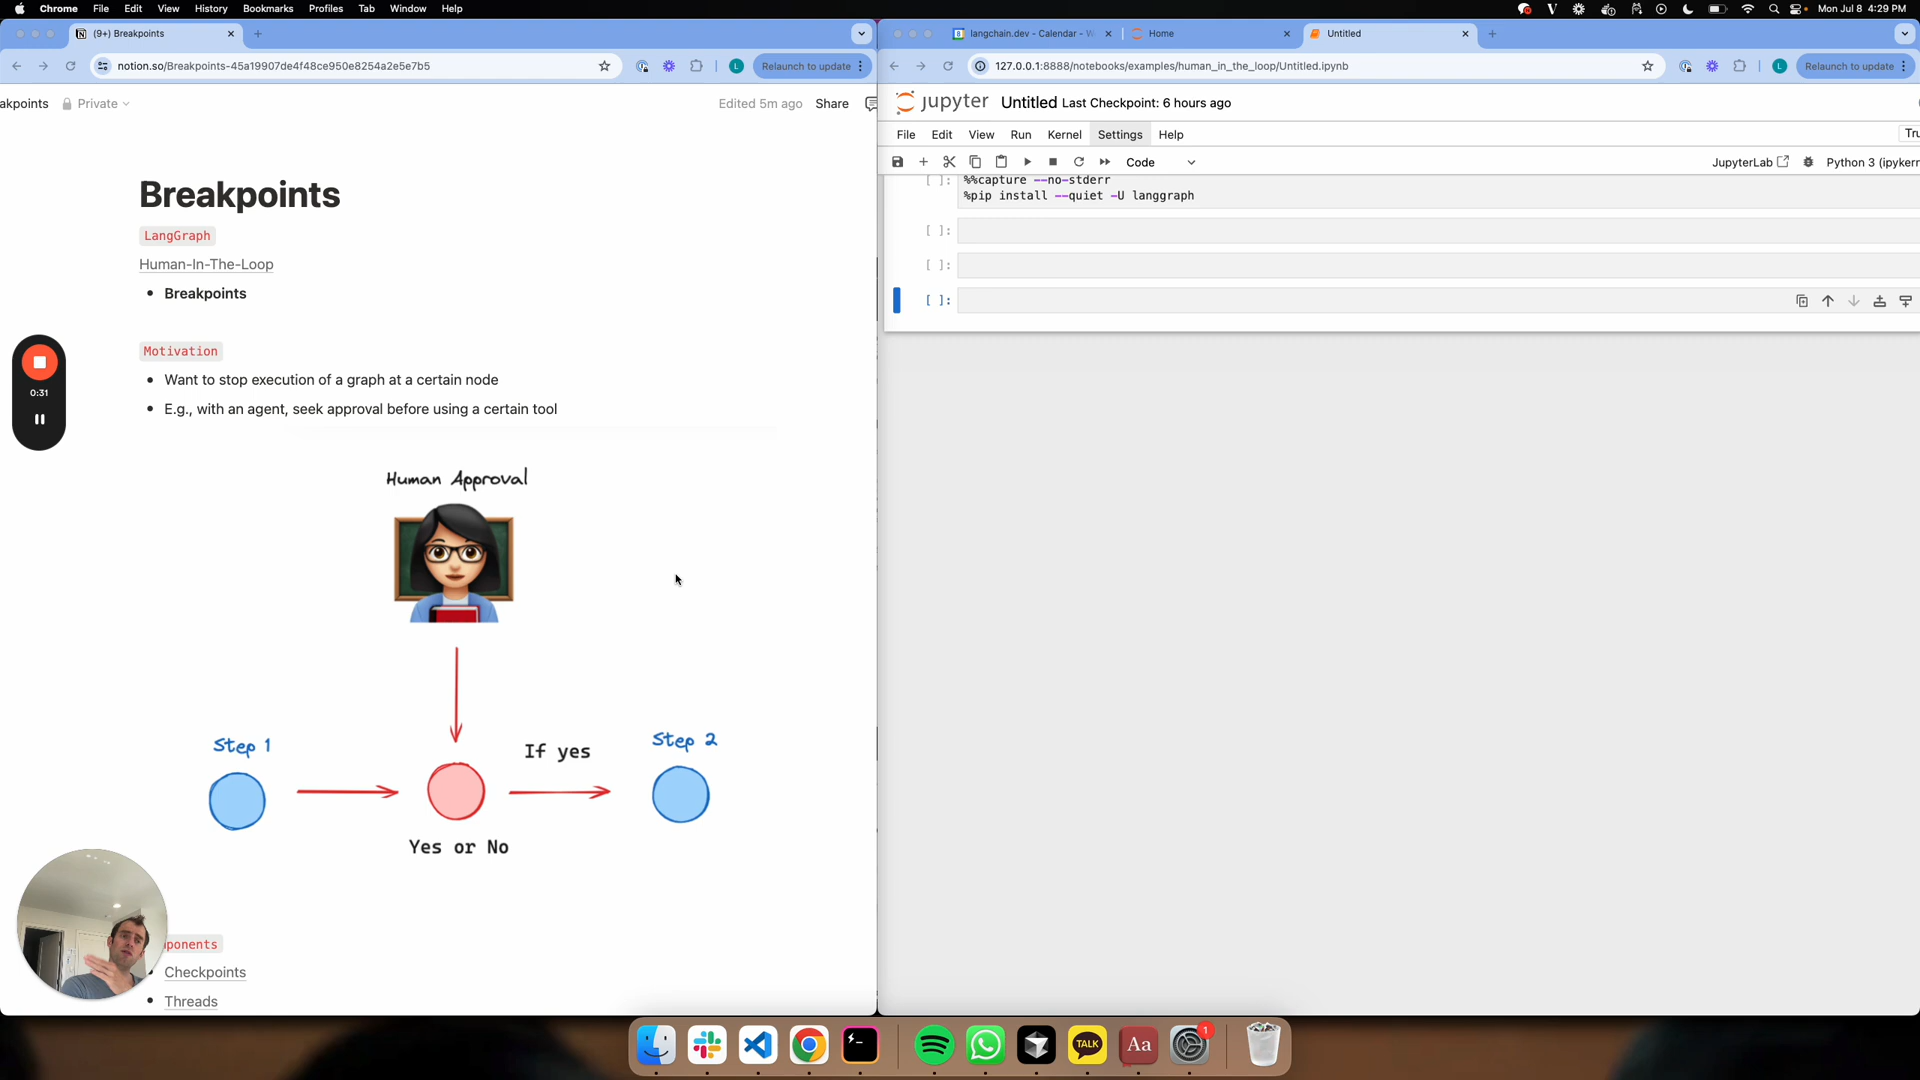 Chrome File Edit View History Bookmarks Profiles Tab Window Help
Mon Jul 8 4:29 PM
(9+) Breakpoints
notion.so/Breakpoints-45a19907de4f48ce950e8254a2e5e7b5
Relaunch to update
akpoints Private
Edited 5m ago Share
Breakpoints
LangGraph
Human-In-The-Loop
• Breakpoints
Motivation
• Want to stop execution of a graph at a certain node
• E.g., with an agent, seek approval before using a certain tool
0:31
Human Approval
Step 1
If yes
Step 2
Yes or No
ponents
Checkpoints
• Threads
langchain.dev - Calendar - W
Home
Untitled
127.0.0.1:8888/notebooks/examples/human_in_the_loop/Untitled.ipynb
Relaunch to update
jupyter Untitled Last Checkpoint: 6 hours ago
File Edit View Run Kernel Settings Help
Tru
Code
JupyterLab
Python 3 (ipykern
[ ]: %%capture --no-stderr
%pip install --quiet -U langgraph
[ ]:
[ ]:
[ ]:
TALK
Aa
1